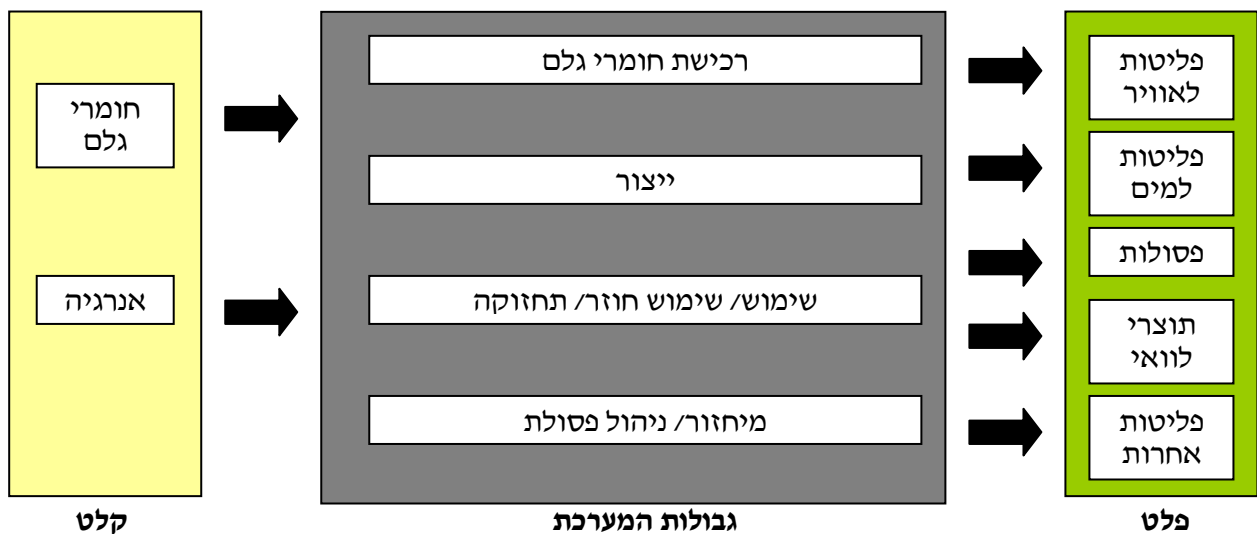 חומרי
גלם
אנרגיה
קלט
רכישת חומרי גלם
ייצור
שימוש/ שימוש חוזר/ תחזוקה
מיחזור/ ניהול פסולת
גבולות המערכת
פליטות
לאוויר
פליטות
למים
פסולות
תוצרי
לוואי
פליטות
אחרות
פלט